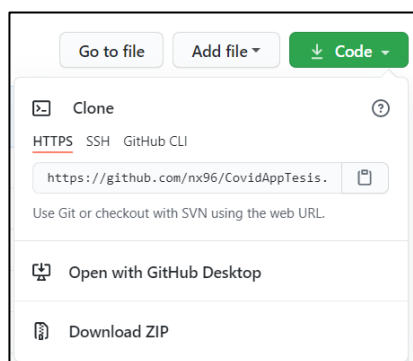 Go to file Add file Code
Clone
HTTPS SSH GitHub CLI
https://github.com/nx96/CovidAppTesis.
Use Git or checkout with SVN using the web URL.
Open with GitHub Desktop
Download ZIP